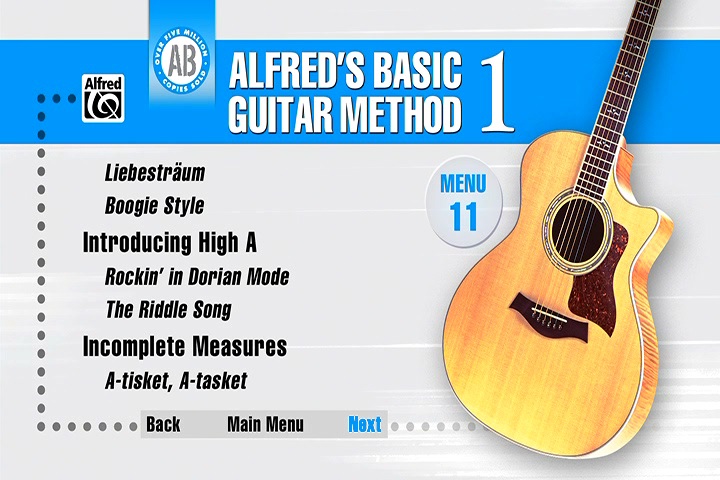 OVER FIVE MILLION
AB
COPIES SOLD
Alfred
ALFRED'S BASIC
GUITAR METHOD 1
Liebesträum
Boogie Style
MENU
11
Introducing High A
Rockin' in Dorian Mode
The Riddle Song
Incomplete Measures
A-tisket, A-tasket
Back Main Menu Next